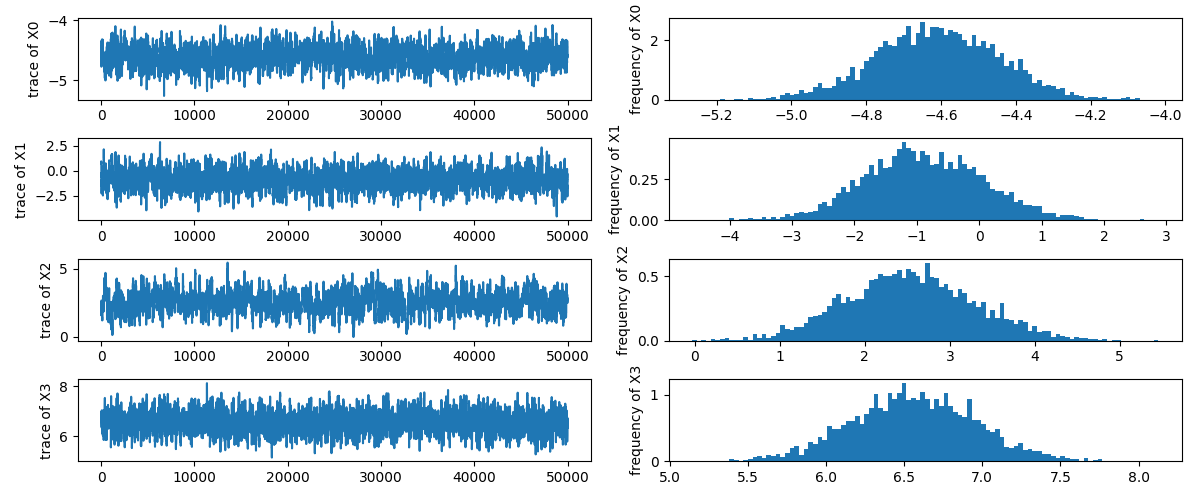 trace of X0
−4
−5
0 10000 20000 30000 40000 50000
frequency of X0
2
0
−5.2 −5.0 −4.8 −4.6 −4.4 −4.2 −4.0
trace of X1
2.5
0.0
−2.5
0 10000 20000 30000 40000 50000
frequency of X1
0.25
0.00
−4 −3 −2 −1 0 1 2 3
trace of X2
5
0
0 10000 20000 30000 40000 50000
frequency of X2
0.5
0.0
0 1 2 3 4 5
trace of X3
8
6
0 10000 20000 30000 40000 50000
frequency of X3
1
0
5.0 5.5 6.0 6.5 7.0 7.5 8.0